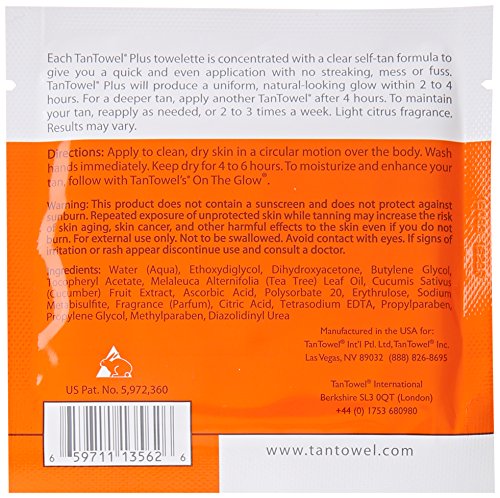 Each TanTowel® Plus towelette is concentrated with a clear self-tan formula to
give you a quick and even application with no streaking, mess or fuss.
TanTowel® Plus will produce a uniform, natural-looking glow within 2 to 4
hours. For a deeper tan, apply another TanTowel® after 4 hours. To maintain
your tan, reapply as needed, or 2 to 3 times a week. Light citrus fragrance.
Results may vary.
Directions: Apply to clean, dry skin in a circular motion over the body. Wash
hands immediately. Keep dry for 4 to 6 hours. To moisturize and enhance your
tan, follow with TanTowel's® On The Glow®.
Warning: This product does not contain a sunscreen and does not protect against
sunburn. Repeated exposure of unprotected skin while tanning may increase the risk
of skin aging, skin cancer, and other harmful effects to the skin even if you do not
burn. For external use only. Not to be swallowed. Avoid contact with eyes. If signs of
irritation or rash appear discontinue use and consult a doctor.
Ingredients: Water (Aqua), Ethoxydiglycol, Dihydroxyacetone, Butylene Glycol,
Tocopheryl Acetate, Melaleuca Alternifolia (Tea Tree) Leaf Oil, Cucumis Sativus
(Cucumber) Fruit Extract, Ascorbic Acid, Polysorbate 20, Erythrulose, Sodium
Metabisulfite, Fragrance (Parfum), Citric Acid, Tetrasodium EDTA, Propylparaben,
Propylene Glycol, Methylparaben, Diazolidinyl Urea
Manufactured in the USA for:
TanTowel® Int'l Ptl. Ltd, TanTowel® Inc.
Las Vegas, NV 89032 (888) 826-8695
TanTowel® International
Berkshire SL3 0QT (London)
+44 (0) 1753 680980
US Pat. No. 5,972,360
6 59711 13562 6
www.tantowel.com